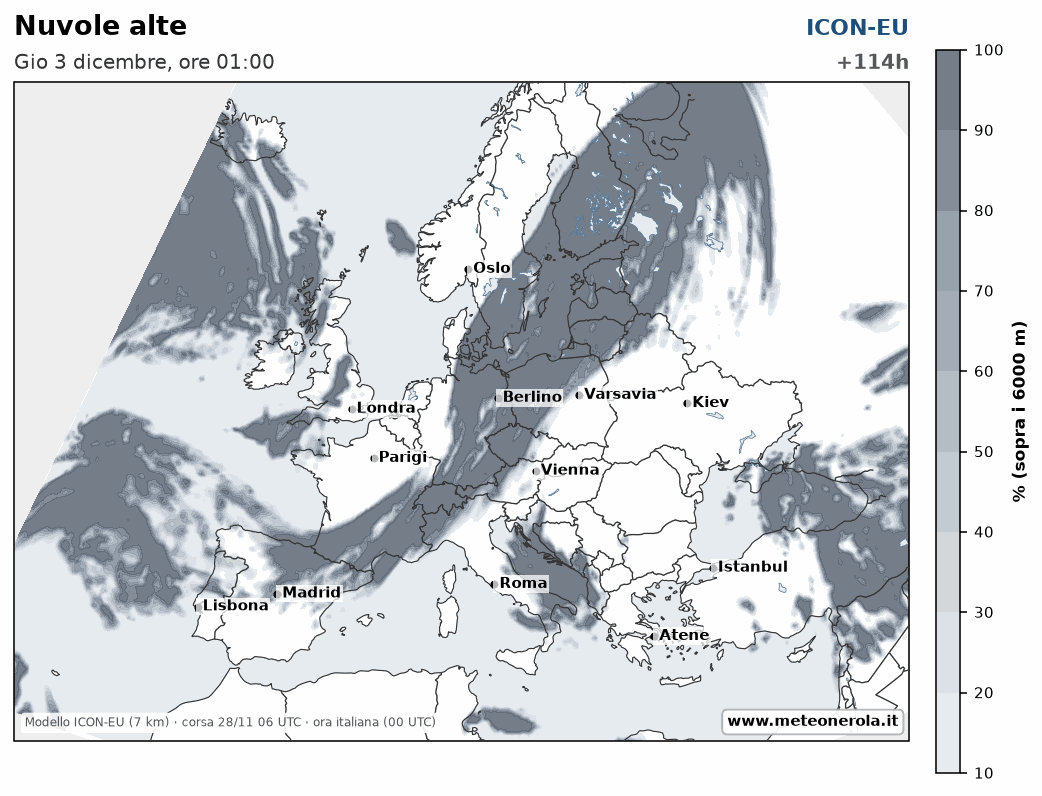 Nuvole alte
ICON-EU
Gio 3 dicembre, ore 01:00
+114h
100
90
80
70
60
50
40
30
20
10
% (sopra i 6000 m)
Oslo
Berlino
Varsavia
Kiev
Londra
Parigi
Vienna
Istanbul
Roma
Madrid
Lisbona
Atene
Modello ICON-EU (7 km) · corsa 28/11 06 UTC · ora italiana (00 UTC)
www.meteonerola.it